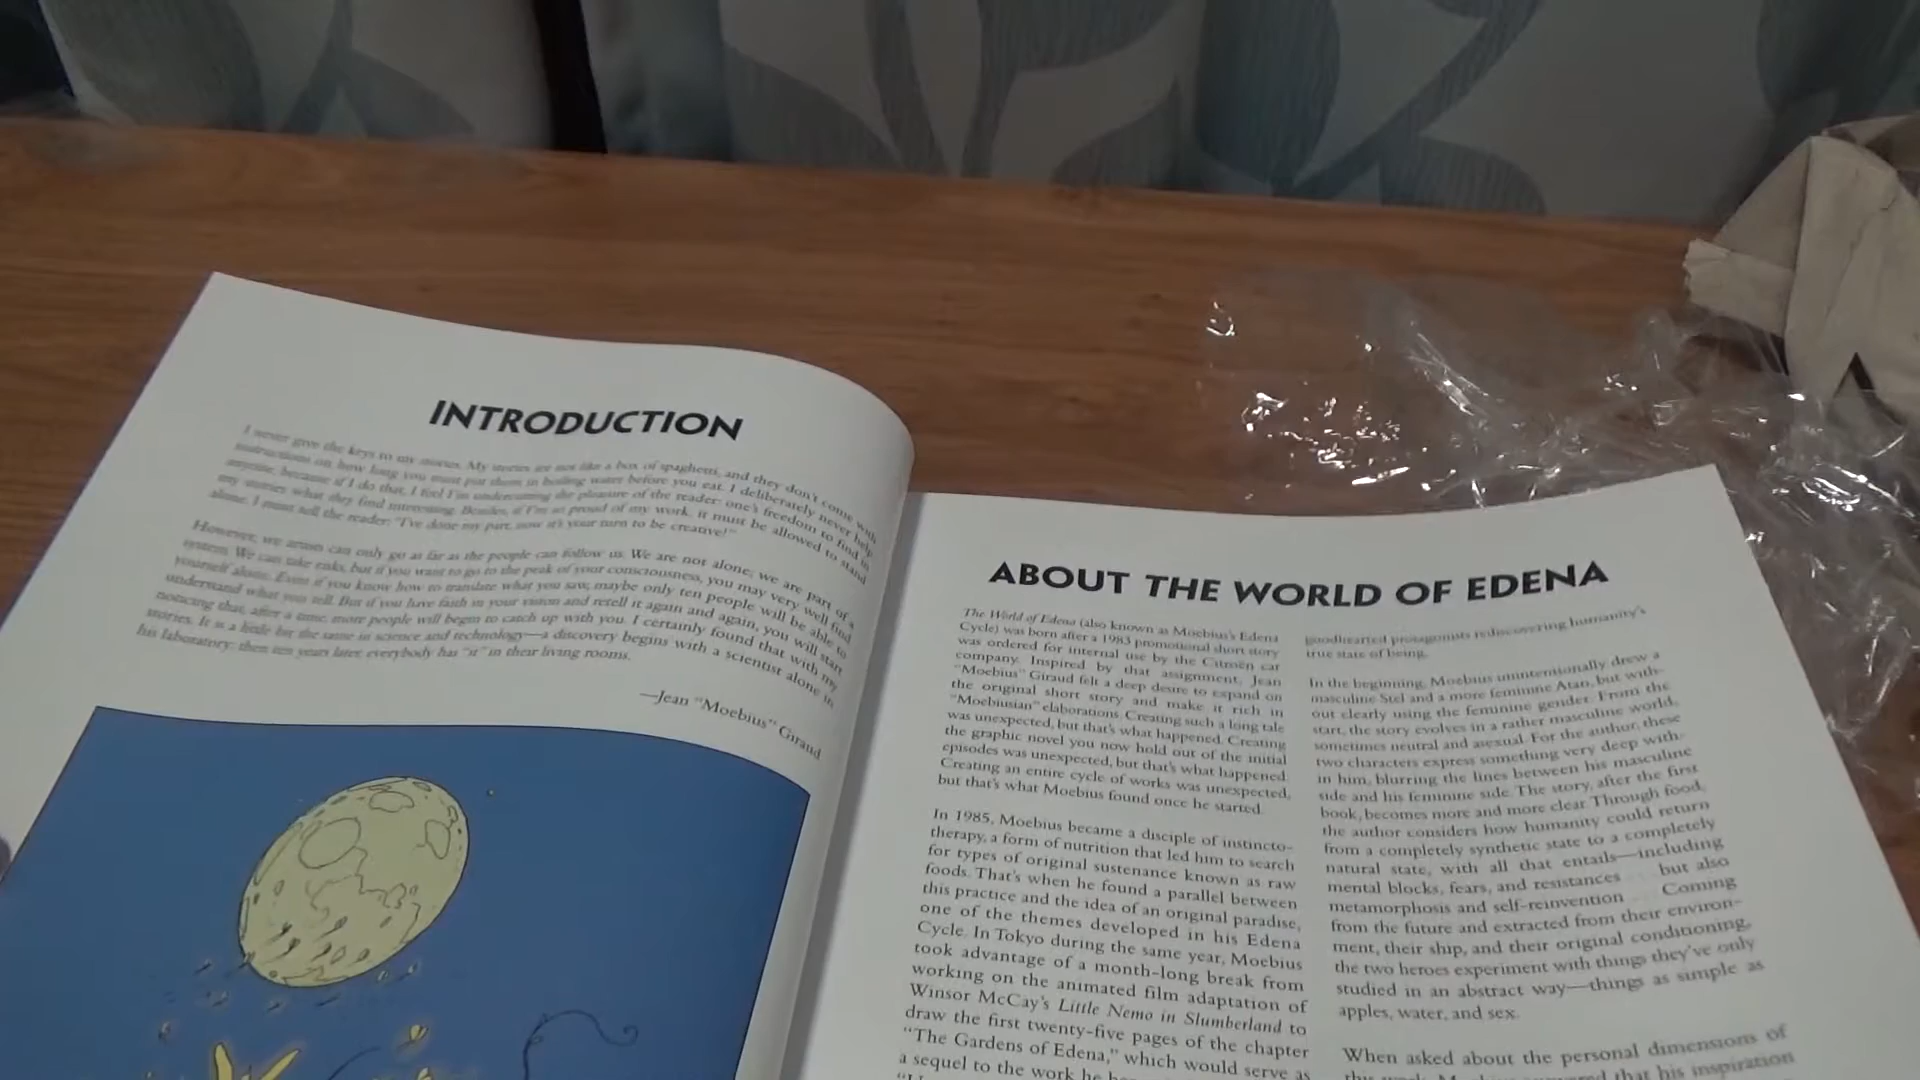 INTRODUCTION
I never give the keys to my stories. My stories are not like a box of spaghetti, and they don't come with
instructions on how long you must put them in boiling water before you eat. I deliberately never help
anyone, because if I do that, I feel I'm undercutting the pleasure of the reader: one's freedom to find in
my stories what they find interesting. Besides, if I'm so proud of my work, it must be allowed to stand
alone. I must tell the reader: "I've done my part, now it's your turn to be creative!"
However, we artists can only go as far as the people can follow us. We are not alone; we are part of a
system. We can take risks, but if you want to go to the peak of your consciousness, you may very well find
yourself alone. Even if you know how to translate what you saw, maybe only ten people will be able to
understand what you tell. But if you have faith in your vision and retell it again and again, you will start
noticing that, after a time, more people will begin to catch up with you. I certainly found that with my
stories. It is a little bit the same in science and technology—a discovery begins with a scientist alone in
his laboratory; then ten years later, everybody has "it" in their living rooms.
—Jean "Moebius" Giraud
ABOUT THE WORLD OF EDENA
The World of Edena (also known as Moebius's Edena
Cycle) was born after a 1983 promotional short story
was ordered for internal use by the Citroën car
company. Inspired by that assignment, Jean
"Moebius" Giraud felt a deep desire to expand on
the original short story and make it rich in
"Moebiusian" elaborations. Creating such a long tale
was unexpected, but that's what happened. Creating
the graphic novel you now hold out of the initial
episodes was unexpected, but that's what happened.
Creating an entire cycle of works was unexpected,
but that's what Moebius found once he started.
In 1985, Moebius became a disciple of instincto-
therapy, a form of nutrition that led him to search
for types of original sustenance known as raw
foods. That's when he found a parallel between
this practice and the idea of an original paradise,
one of the themes developed in his Edena
Cycle. In Tokyo during the same year, Moebius
took advantage of a month-long break from
working on the animated film adaptation of
Winsor McCay's Little Nemo in Slumberland to
draw the first twenty-five pages of the chapter
"The Gardens of Edena," which would serve as
a sequel to the work he
goodhearted protagonists rediscovering humanity's
true state of being.
In the beginning, Moebius unintentionally drew a
masculine Stel and a more feminine Atan, but with-
out clearly using the feminine gender. From the
start, the story evolves in a rather masculine world,
sometimes neutral and asexual. For the author, these
two characters express something very deep with-
in him, blurring the lines between his masculine
side and his feminine side. The story, after the first
book, becomes more and more clear. Through food,
the author considers how humanity could return
from a completely synthetic state to a completely
natural state, with all that entails—including
mental blocks, fears, and resistances but also
metamorphosis and self-reinvention Coming
from the future and extracted from their environ-
ment, their ship, and their original conditioning,
the two heroes experiment with things they've only
studied in an abstract way—things as simple as
apples, water, and sex.
When asked about the personal dimensions of
that his inspiration